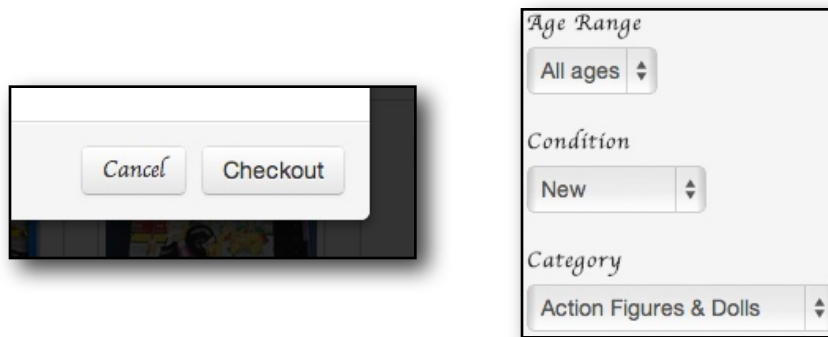 Cancel Checkout
Age Range
All ages
Condition
New
Category
Action Figures & Dolls